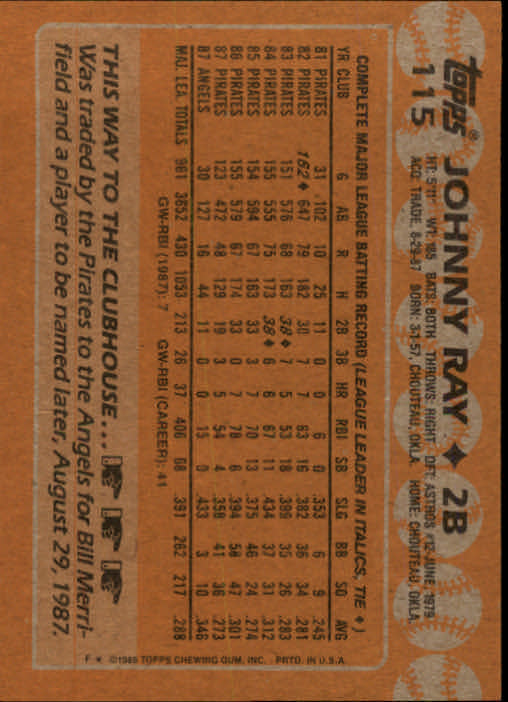 topps®
115
JOHNNY RAY ♦ 2B
HT: 5'11" WT: 185 BATS: BOTH THROWS: RIGHT DFT: ASTROS #12-JUNE, 1979
ACQ: TRADE, 8-29-87 BORN: 3-1-57, CHOUTEAU, OKLA. HOME: CHOUTEAU, OKLA.
COMPLETE MAJOR LEAGUE BATTING RECORD (LEAGUE LEADER IN ITALICS, TIE ♦)
YR CLUB G AB R H 2B 3B HR RBI SB SLG BB SO AVG
81 PIRATES 31 102 10 25 11 0 0 6 0 .353 6 9 .245
82 PIRATES 162♦ 647 79 182 30 7 7 63 16 .382 36 34 .281
83 PIRATES 151 576 68 163 38♦ 7 5 53 18 .399 35 26 .283
84 PIRATES 155 555 75 173 38♦ 6 6 67 11 .434 37 31 .312
85 PIRATES 154 594 67 163 33 3 7 70 13 .375 46 24 .274
86 PIRATES 155 579 67 174 33 0 7 78 6 .394 58 47 .301
87 PIRATES 123 472 48 129 19 3 5 54 4 .358 41 36 .273
87 ANGELS 30 127 16 44 11 0 0 15 0 .433 3 10 .346
MAJ. LEA. TOTALS 961 3652 430 1053 213 26 37 406 68 .391 262 217 .288
GW-RBI (1987): 7 GW-RBI (CAREER): 41
THIS WAY TO THE CLUBHOUSE...
Was traded by the Pirates to the Angels for Bill Merri-
field and a player to be named later, August 29, 1987.
F ★ ©1988 TOPPS CHEWING GUM, INC. PRTD. IN U.S.A.